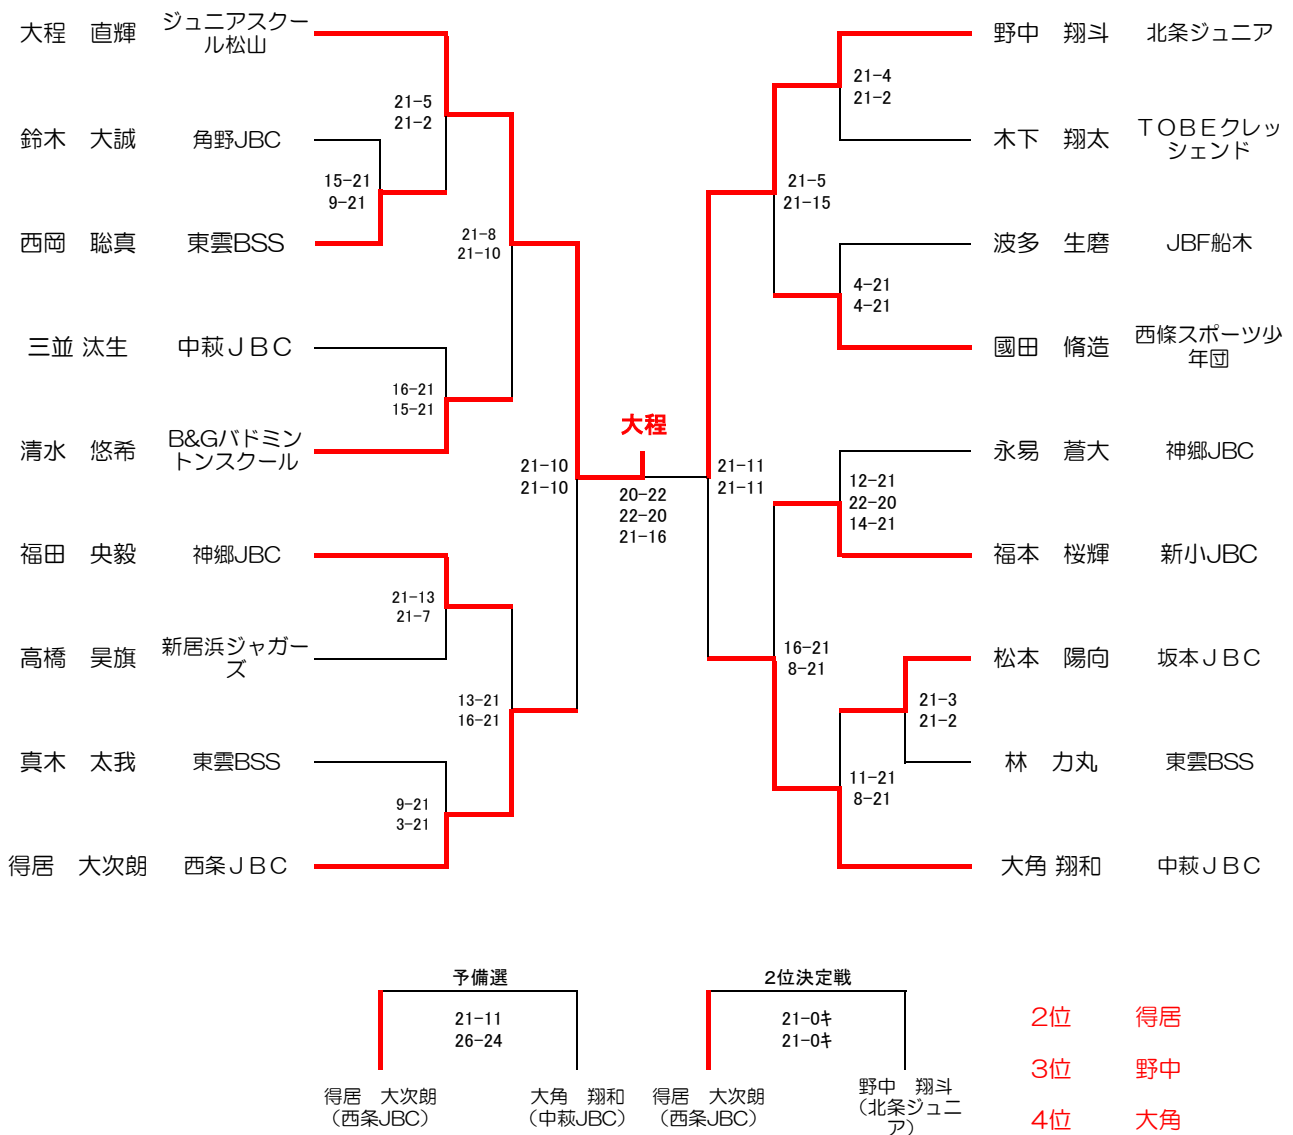 大程　直輝
ジュニアスクー
ル松山
21-5
21-2
鈴木　大誠
角野JBC
15-21
9-21
西岡　聡真
東雲BSS
21-8
21-10
三並 汰生
中萩ＪＢＣ
16-21
15-21
清水　悠希
B&Gバドミン
トンスクール
21-10
21-10
福田　央毅
神郷JBC
21-13
21-7
高橋　昊旗
新居浜ジャガー
ズ
13-21
16-21
真木　太我
東雲BSS
9-21
3-21
得居　大次朗
西条ＪＢＣ
大程
20-22
22-20
21-16
野中　翔斗
北条ジュニア
21-4
21-2
木下　翔太
ＴＯＢＥクレッ
シェンド
21-5
21-15
波多　生磨
JBF船木
4-21
4-21
國田　脩造
西條スポーツ少
年団
21-11
21-11
永易　蒼大
神郷JBC
12-21
22-20
14-21
福本　桜輝
新小JBC
16-21
8-21
松本　陽向
坂本ＪＢＣ
21-3
21-2
林　力丸
東雲BSS
11-21
8-21
大角 翔和
中萩ＪＢＣ
予備選
21-11
26-24
得居　大次朗
（西条JBC）
大角　翔和
（中萩JBC）
2位決定戦
21-0ｷ
21-0ｷ
得居　大次朗
（西条JBC）
野中　翔斗
（北条ジュニ
ア）
2位　得居
3位　野中
4位　大角